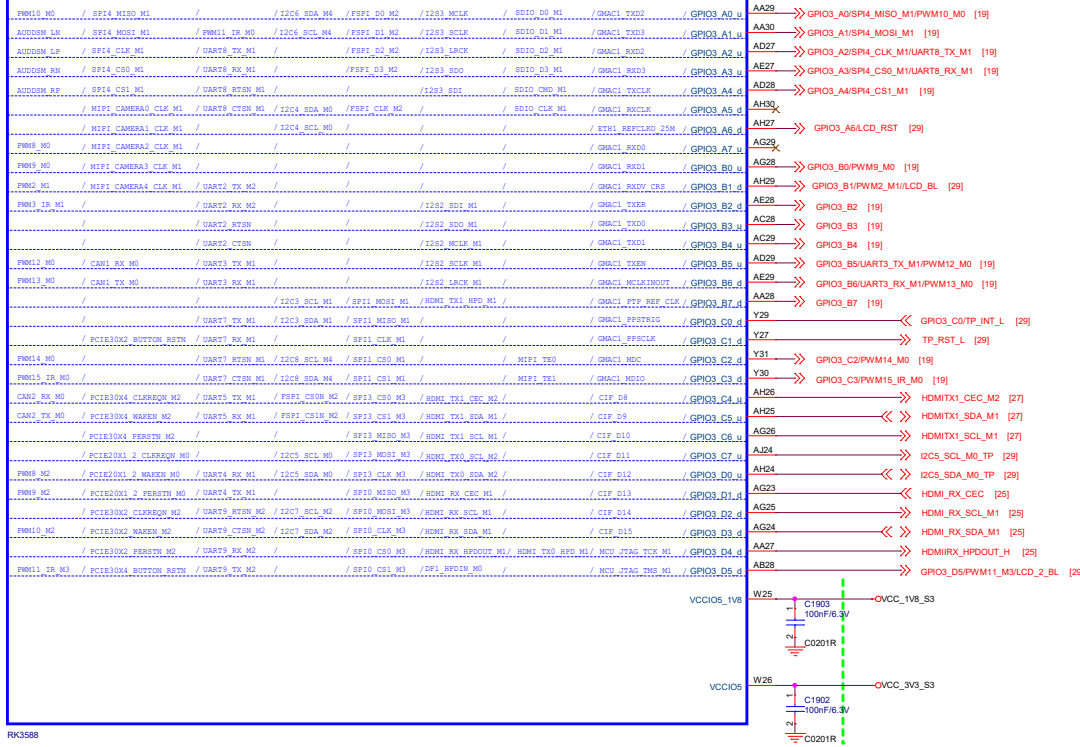 PWM10_M0 / SPI4_MISO_M1 / / I2C6_SDA_M4 / FSPI_D0_M2 / I2S3_MCLK / SDIO_D0_M1 / GMAC1_TXD2 / GPIO3_A0_u AA29 GPIO3_A0/SPI4_MISO_M1/PWM10_M0 [19]
AUDDSM_LN / SPI4_MOSI_M1 / PWM11_IR_M0 / I2C6_SCL_M4 / FSPI_D1_M2 / I2S3_SCLK / SDIO_D1_M1 / GMAC1_TXD3 / GPIO3_A1_u AA30 GPIO3_A1/SPI4_MOSI_M1 [19]
AUDDSM_LP / SPI4_CLK_M1 / UART8_TX_M1 / / FSPI_D2_M2 / I2S3_LRCK / SDIO_D2_M1 / GMAC1_RXD2 / GPIO3_A2_u AD27 GPIO3_A2/SPI4_CLK_M1/UART8_TX_M1 [19]
AUDDSM_RN / SPI4_CS0_M1 / UART8_RX_M1 / /FSPI_D3_M2 / I2S3_SDO / SDIO_D3_M1 / GMAC1_RXD3 / GPIO3_A3_u AE27 GPIO3_A3/SPI4_CS0_M1/UART8_RX_M1 [19]
AUDDSM_RP / SPI4_CS1_M1 / UART8_RTSN_M1 / / / I2S3_SDI / SDIO_CMD_M1 / GMAC1_TXCLK / GPIO3_A4_d AD28 GPIO3_A4/SPI4_CS1_M1 [19]
/ MIPI_CAMERA0_CLK_M1 / UART8_CTSN_M1 / I2C4_SDA_M0 / FSPI_CLK_M2 / / SDIO_CLK_M1 / GMAC1_RXCLK / GPIO3_A5_d AH30
/ MIPI_CAMERA1_CLK_M1 / / I2C4_SCL_M0 / / / / ETH1_REFCLKO_25M / GPIO3_A6_d AH27 GPIO3_A6/LCD_RST [29]
PWM8_M0 / MIPI_CAMERA2_CLK_M1 / / / / / / GMAC1_RXD0 / GPIO3_A7_u AG29
PWM9_M0 / MIPI_CAMERA3_CLK_M1 / / / / / / GMAC1_RXD1 / GPIO3_B0_u AG28 GPIO3_B0/PWM9_M0 [19]
PWM2_M1 / MIPI_CAMERA4_CLK_M1 / UART2_TX_M2 / / / / / GMAC1_RXDV_CRS / GPIO3_B1_d AH29 GPIO3_B1/PWM2_M1//LCD_BL [29]
PWM3_IR_M1 / / UART2_RX_M2 / / / I2S2_SDI_M1 / / GMAC1_TXER / GPIO3_B2_d AE28 GPIO3_B2 [19]
/ / UART2_RTSN / / / I2S2_SDO_M1 / / GMAC1_TXD0 / GPIO3_B3_u AC28 GPIO3_B3 [19]
/ / UART2_CTSN / / / I2S2_MCLK_M1 / / GMAC1_TXD1 / GPIO3_B4_u AC29 GPIO3_B4 [19]
PWM12_M0 / CAN1_RX_M0 / UART3_TX_M1 / / / I2S2_SCLK_M1 / / GMAC1_TXEN / GPIO3_B5_u AD29 GPIO3_B5/UART3_TX_M1/PWM12_M0 [19]
PWM13_M0 / CAN1_TX_M0 / UART3_RX_M1 / / / I2S2_LRCK_M1 / / GMAC1_MCLKINOUT / GPIO3_B6_d AE29 GPIO3_B6/UART3_RX_M1/PWM13_M0 [19]
/ / / I2C3_SCL_M1 / SPI1_MOSI_M1 / HDMI_TX1_HPD_M1 / / GMAC1_PTP_REF_CLK / GPIO3_B7_d AA28 GPIO3_B7 [19]
/ / UART7_TX_M1 / I2C3_SDA_M1 / SPI1_MISO_M1 / / / GMAC1_PPSTRIG / GPIO3_C0_d Y29 GPIO3_C0/TP_INT_L [29]
/ PCIE30X2_BUTTON_RSTN / UART7_RX_M1 / / SPI1_CLK_M1 / / / GMAC1_PPSCLK / GPIO3_C1_d Y27 TP_RST_L [29]
PWM14_M0 / / UART7_RTSN_M1 / I2C8_SCL_M4 / SPI1_CS0_M1 / / MIPI_TE0 / GMAC1_MDC / GPIO3_C2_d Y31 GPIO3_C2/PWM14_M0 [19]
PWM15_IR_M0 / / UART7_CTSN_M1 / I2C8_SDA_M4 / SPI1_CS1_M1 / / MIPI_TE1 / GMAC1_MDIO / GPIO3_C3_d Y30 GPIO3_C3/PWM15_IR_M0 [19]
CAN2_RX_M0 / PCIE30X4_CLKREQN_M2 / UART5_TX_M1 / FSPI_CS0N_M2 / SPI3_CS0_M3 / HDMI_TX1_CEC_M2 / / CIF_D8 / GPIO3_C4_u AH26 HDMITX1_CEC_M2 [27]
CAN2_TX_M0 / PCIE30X4_WAKEN_M2 / UART5_RX_M1 / FSPI_CS1N_M2 / SPI3_CS1_M3 / HDMI_TX1_SDA_M1 / / CIF_D9 / GPIO3_C5_u AH25 HDMITX1_SDA_M1 [27]
/ PCIE30X4_PERSTN_M2 / / / SPI3_MISO_M3 / HDMI_TX1_SCL_M1 / / CIF_D10 / GPIO3_C6_u AG26 HDMITX1_SCL_M1 [27]
/ PCIE20X1_2_CLKREQN_M0 / / I2C5_SCL_M0 / SPI3_MOSI_M3 / HDMI_TX0_SCL_M2 / / CIF_D11 / GPIO3_C7_u AJ24 I2C5_SCL_M0_TP [29]
PWM8_M2 / PCIE20X1_2_WAKEN_M0 / UART4_RX_M1 / I2C5_SDA_M0 / SPI3_CLK_M3 / HDMI_TX0_SDA_M2 / / CIF_D12 / GPIO3_D0_u AH24 I2C5_SDA_M0_TP [29]
PWM9_M2 / PCIE20X1_2_PERSTN_M0 / UART4_TX_M1 / / SPI0_MISO_M3 / HDMI_RX_CEC_M1 / / CIF_D13 / GPIO3_D1_d AG23 HDMI_RX_CEC [25]
/ PCIE30X2_CLKREQN_M2 / UART9_RTSN_M2 / I2C7_SCL_M2 / SPI0_MOSI_M3 / HDMI_RX_SCL_M1 / / CIF_D14 / GPIO3_D2_d AG25 HDMI_RX_SCL_M1 [25]
PWM10_M2 / PCIE30X2_WAKEN_M2 / UART9_CTSN_M2 / I2C7_SDA_M2 / SPI0_CLK_M3 / HDMI_RX_SDA_M1 / / CIF_D15 / GPIO3_D3_d AG24 HDMI_RX_SDA_M1 [25]
/ PCIE30X2_PERSTN_M2 / UART9_RX_M2 / / SPI0_CS0_M3 / HDMI_RX_HPDOUT_M1 / HDMI_TX0_HPD_M1 / MCU_JTAG_TCK_M1 / GPIO3_D4_d AA27 HDMIIRX_HPDOUT_H [25]
PWM11_IR_M3 / PCIE30X4_BUTTON_RSTN / UART9_TX_M2 / / SPI0_CS1_M3 / DP1_HPDIN_M0 / / MCU_JTAG_TMS_M1 / GPIO3_D5_d AB28 GPIO3_D5/PWM11_M3/LCD_2_BL [29
VCCIO5_1V8 W25 VCC_1V8_S3
1 C1903
100nF/6.3V
2 C0201R
VCCIO5 W26 VCC_3V3_S3
1 C1902
100nF/6.3V
2 C0201R
RK3588